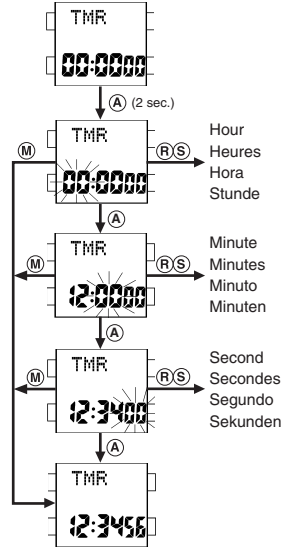 TMR
00:0000
A (2 sec.)
TMR
M
00:0000
R S
Hour
Heures
Hora
Stunde
A
TMR
M
12:0000
R S
Minute
Minutes
Minuto
Minuten
A
TMR
M
12:3400
R S
Second
Secondes
Segundo
Sekunden
A
TMR
12:3456